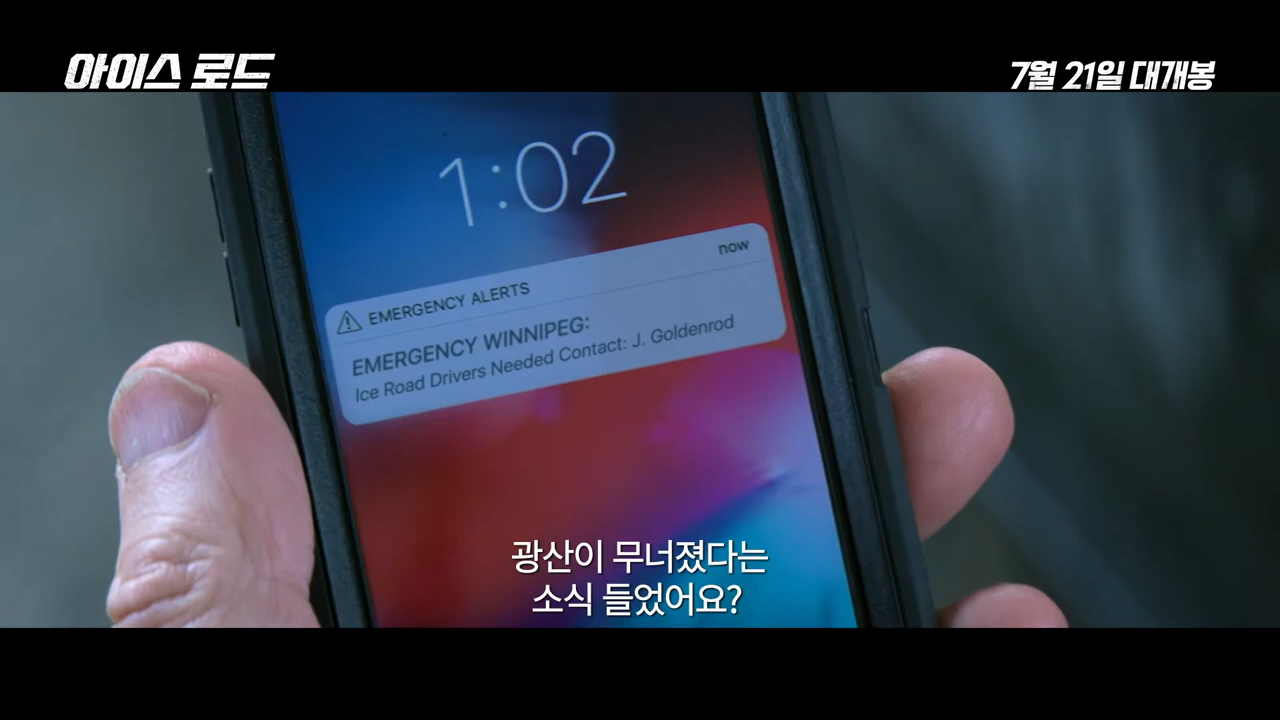 아이스 로드
7월 21일 대개봉
1:02
now
EMERGENCY ALERTS
EMERGENCY WINNIPEG:
Ice Road Drivers Needed Contact: J. Goldenrod
광산이 무너졌다는
소식 들었어요?